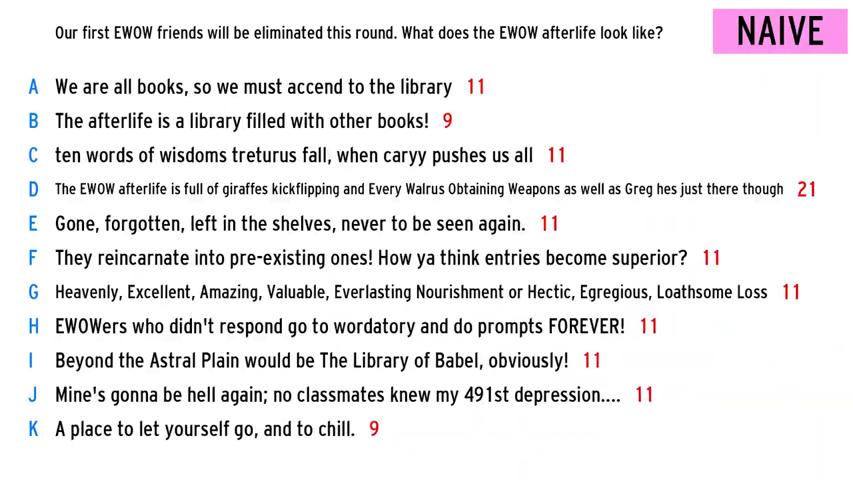 Our first EWOW friends will be eliminated this round. What does the EWOW afterlife look like?
NAIVE
A We are all books, so we must accend to the library 11
B The afterlife is a library filled with other books! 9
C ten words of wisdoms treturus fall, when caryy pushes us all 11
D The EWOW afterlife is full of giraffes kickflipping and Every Walrus Obtaining Weapons as well as Greg hes just there though 21
E Gone, forgotten, left in the shelves, never to be seen again. 11
F They reincarnate into pre-existing ones! How ya think entries become superior? 11
G Heavenly, Excellent, Amazing, Valuable, Everlasting Nourishment or Hectic, Egregious, Loathsome Loss 11
H EWOWers who didn't respond go to wordatory and do prompts FOREVER! 11
I Beyond the Astral Plain would be The Library of Babel, obviously! 11
J Mine's gonna be hell again; no classmates knew my 491st depression.... 11
K A place to let yourself go, and to chill. 9